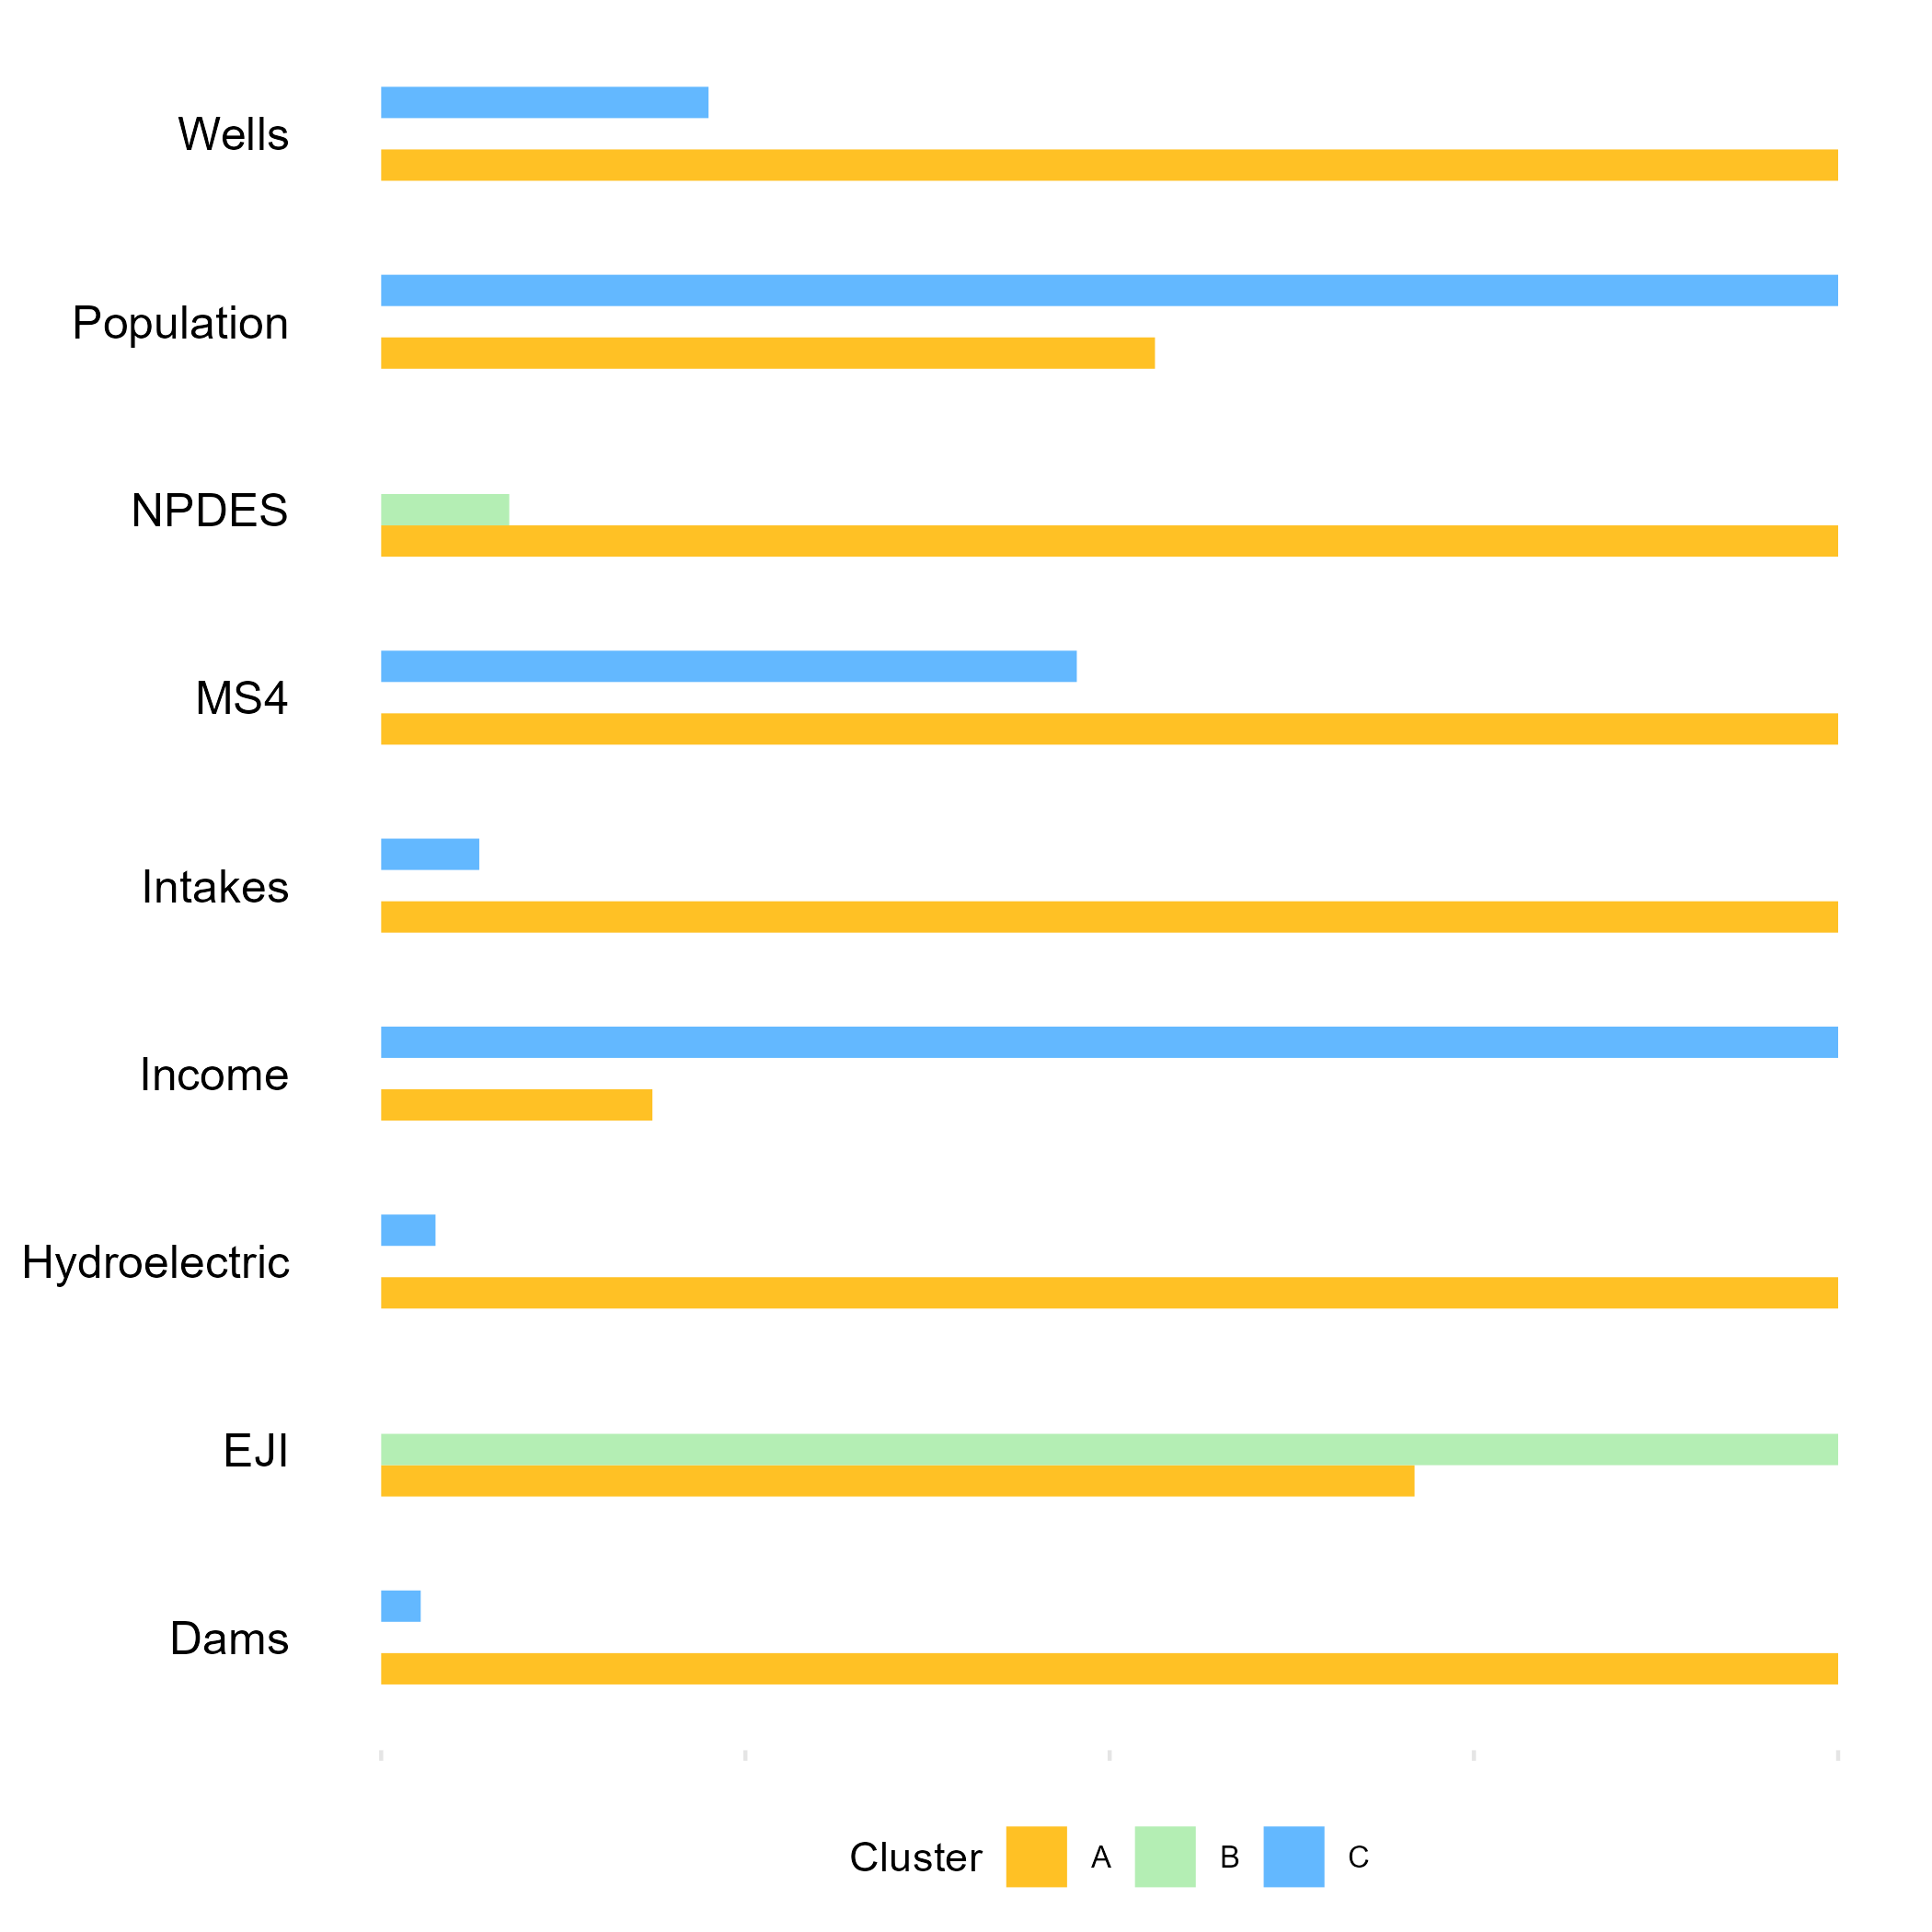 Wells
Population
NPDES
MS4
Intakes
Income
Hydroelectric
EJI
Dams
Cluster A B C